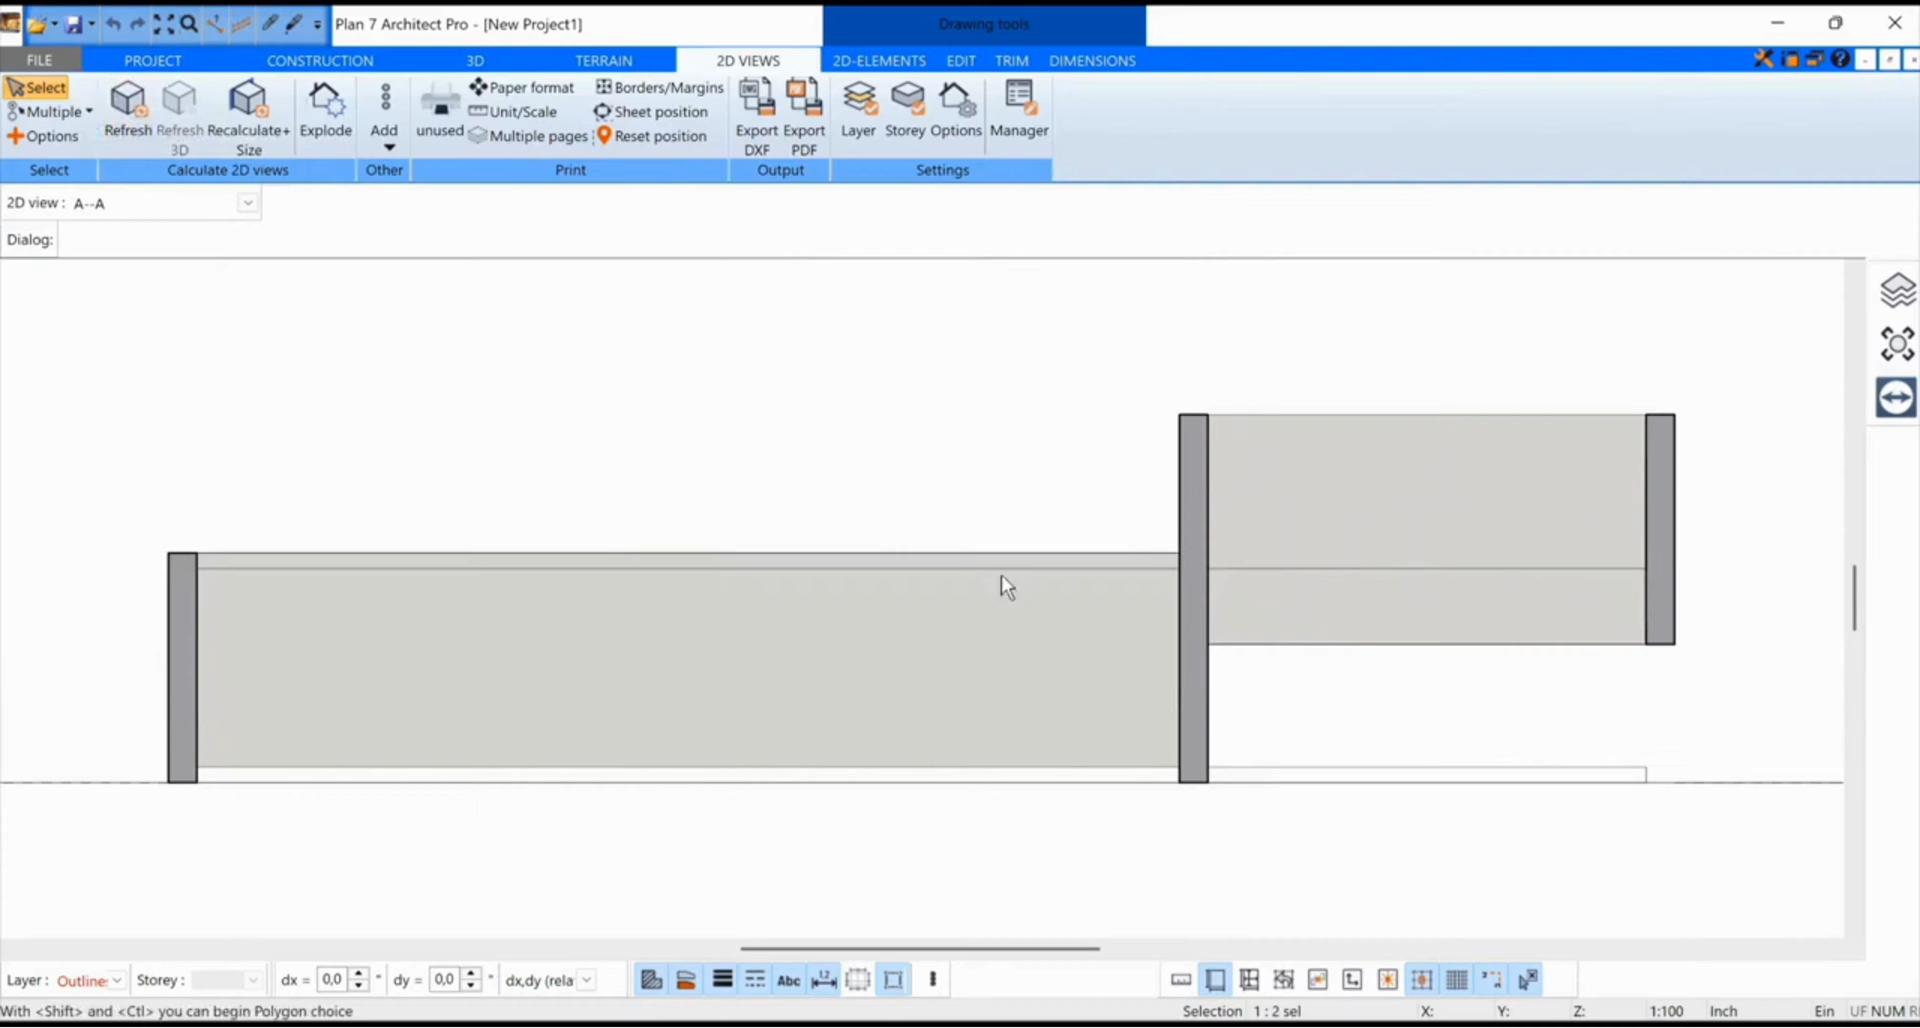 Plan 7 Architect Pro - [New Project1]
Drawing tools
FILE PROJECT CONSTRUCTION 3D TERRAIN 2D VIEWS 2D-ELEMENTS EDIT TRIM DIMENSIONS
Select
Multiple
Options
Select
Refresh
Refresh
3D
Recalculate+
Size
Explode
Calculate 2D views
Add
Other
unused
Paper format
Unit/Scale
Multiple pages
Borders/Margins
Sheet position
Reset position
Print
DWG
Export
DXF
PDF
Export
PDF
Output
Layer
Storey
Options
Manager
Settings
2D view : A--A
Dialog:
Layer : Outline: Storey : dx = 0,0 " dy = 0,0 " dx,dy (rela Abc 1.2
With <Shift> and <Ctl> you can begin Polygon choice Selection 1 : 2 sel X: Y: Z: 1:100 Inch Ein UF NUM R